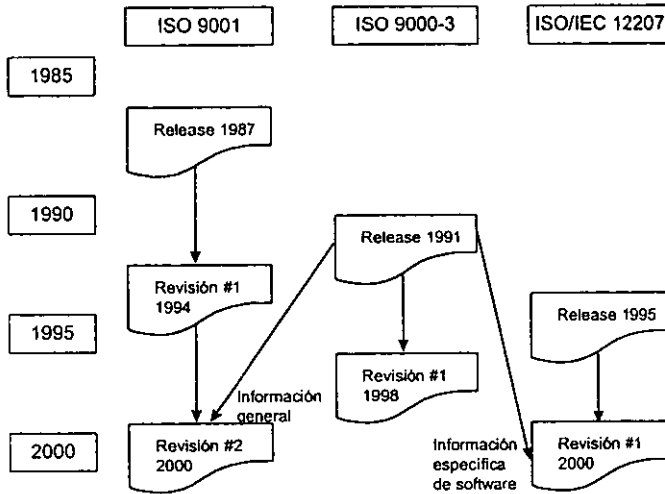 ISO 9001
ISO 9000-3
ISO/IEC 12207
1985
Release 1987
1990
Release 1991
Revisión #1
1994
1995
Release 1995
Revisión #1
1998
Información
general
2000
Revisión #2
2000
Información
especifica
de software
Revisión #1
2000